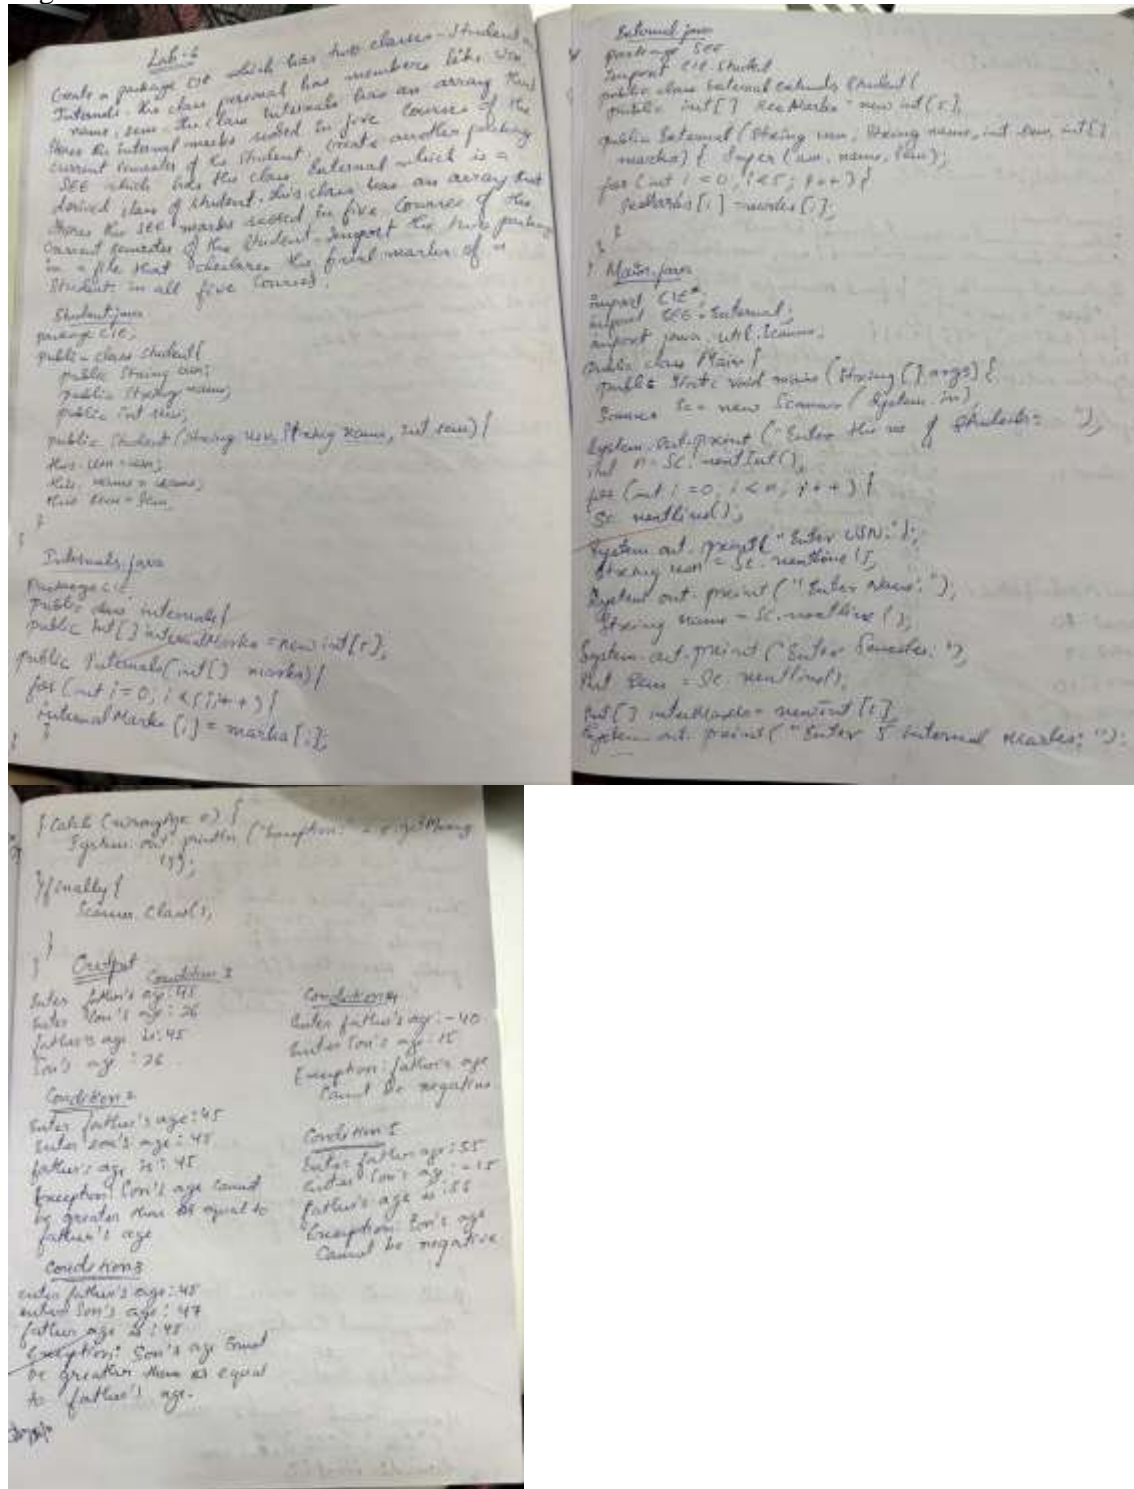 Lab-6
Create a package CIE which has two classes - Student and
Internals. the class personal has members like usn
name, sem. the class internals has an array that
stores the internal marks scored in five courses of the
current semester of the student, create another package
SEE which has the class External which is a
derived class of student. this class has an array that
stores the SEE marks scored in five courses of the
current semester of the student. Import the two package
in a file that declares the final marks of n
students in all five courses.
Student.java
package CIE;
public class Student{
public String usn;
public String name;
public int sem;
public Student (String usn, String name, int sem) {
this.usn = usn;
this.name = name;
this.sem = sem
}
}
Internals.java
Package CIE
public class internals{
public int[] internalMarks = new int[5];
public Internals(int[] marks){
for (int i=0; i<5; i++){
internalMarks [i] = marks[i];
}
}
External.java
package SEE
import CIE.Student
public class External extends Student{
public int[] seeMarks = new int[5];
public External (String usn, String name, int sem, int[]
marks) { Super (usn, name, sem);
for (int i = 0; i<5; i++){
seeMarks[i] = marks[i];
}
}
}
Main.java
import CIE*;
import SEE.External;
import java.util.Scanner;
public class Main {
public static void main (String[] args) {
Scanner Sc = new Scanner (System.in)
System.out.print ("Enter the no of students: ");
int n = Sc.nextInt();
for (int i=0; i<n; i++) {
Sc.nextline();
System.out.print("Enter USN:");
String usn = Sc.nextline();
System out.print ("Enter Name:");
String name = Sc.nextline();
System.out.print ("Enter Semester: ");
int sem = Sc.nextline();
int[] interMarks = new int [5];
System.out.print ("Enter 5 internal marks: ");
} Catch (wrongAge e) {
System.out println ("Exception:"
());
}finally{
Scanner.
}
}
Output
Condition
Enter father's age: 45
Enter Son's age: 26
father's age is: 45
Son's age: 26
Condition 2
Enter father's age: 45
Enter son's age: 45
father's age is: 45
Exception: Son's age cannot
be greater than or equal to
father's age
Condition 3
enter father's age: 45
enter Son's age: 47
father age is: 45
Exception: Son's age
be greater than or equal
to father's age.
Condition 4
Enter father's age: -40
Enter Son's age: 15
Exception: father's age
Cannot be negative
Condition 5
Enter father age: 55
Enter Son's age: -15
father's age is: 55
Exception: Son's age
Cannot be negative